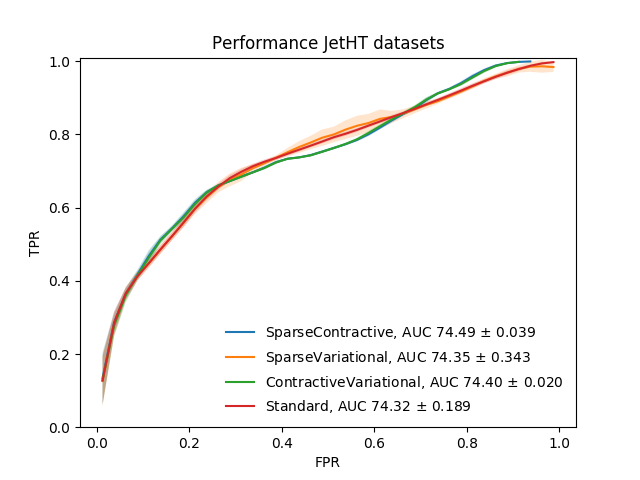 Performance JetHT datasets
TPR
1.0
0.8
0.6
0.4
0.2
0.0
SparseContractive, AUC 74.49 ± 0.039
SparseVariational, AUC 74.35 ± 0.343
ContractiveVariational, AUC 74.40 ± 0.020
Standard, AUC 74.32 ± 0.189
0.0 0.2 0.4 0.6 0.8 1.0
FPR